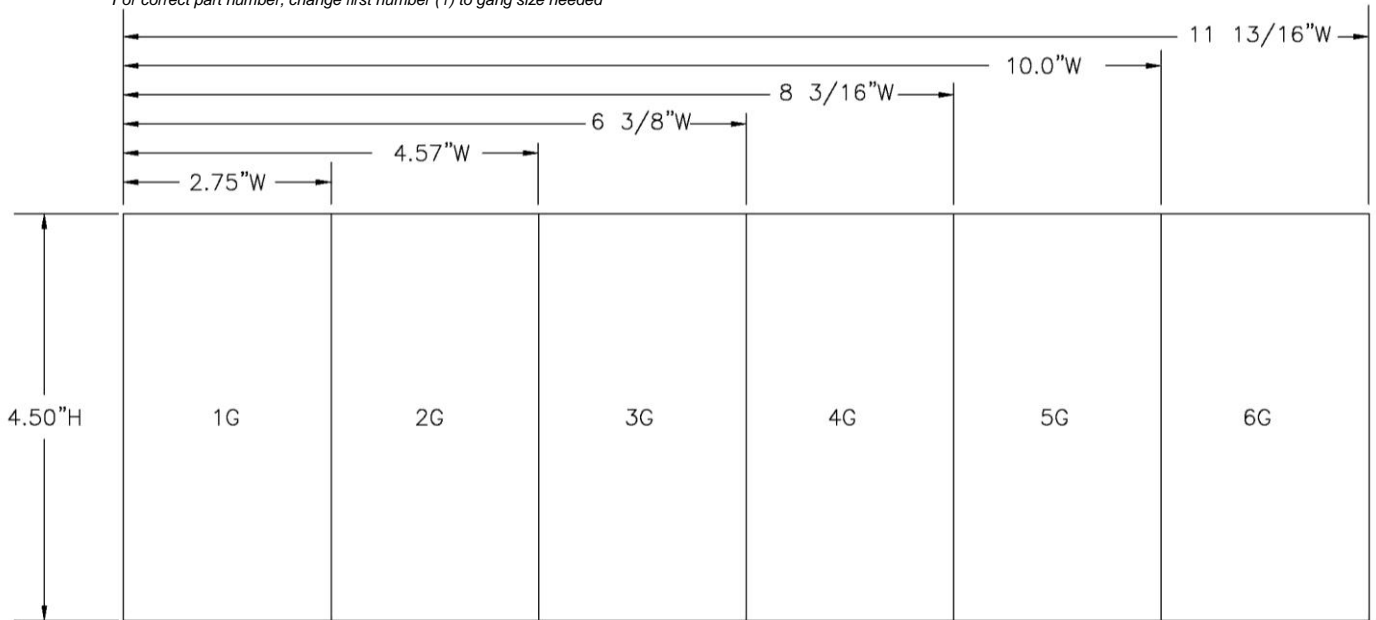 For correct part number, change first number (1) to gang size needed
11 13/16"W
10.0"W
8 3/16"W
6 3/8"W
4.57"W
2.75"W
4.50"H
1G
2G
3G
4G
5G
6G